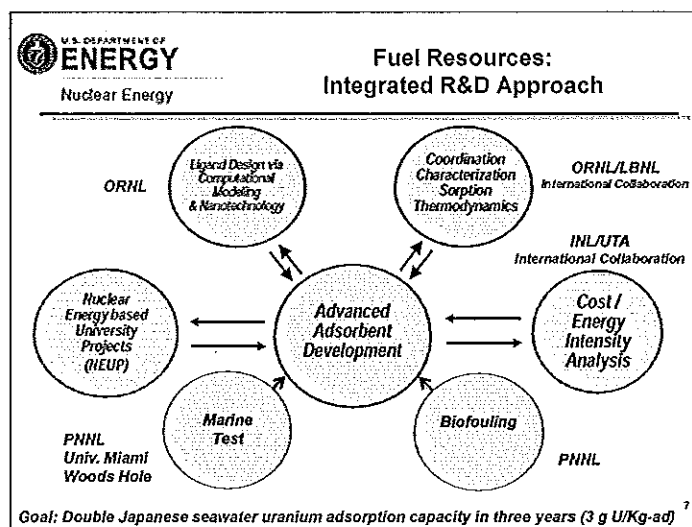 U.S. DEPARTMENT OF
ENERGY
Nuclear Energy
Fuel Resources:
Integrated R&D Approach
ORNL
Ligand Design via
Computational
Modeling
& Nanotechnology
Coordination
Characterization
Sorption
Thermodynamics
ORNL/LBNL
International Collaboration
INL/UTA
International Collaboration
Nuclear
Energy based
University
Projects
(NEUP)
Advanced
Adsorbent
Development
Cost /
Energy
Intensity
Analysis
Marine
Test
Biofouling
PNNL
Univ. Miami
Woods Hole
PNNL
Goal: Double Japanese seawater uranium adsorption capacity in three years (3 g U/Kg-ad)